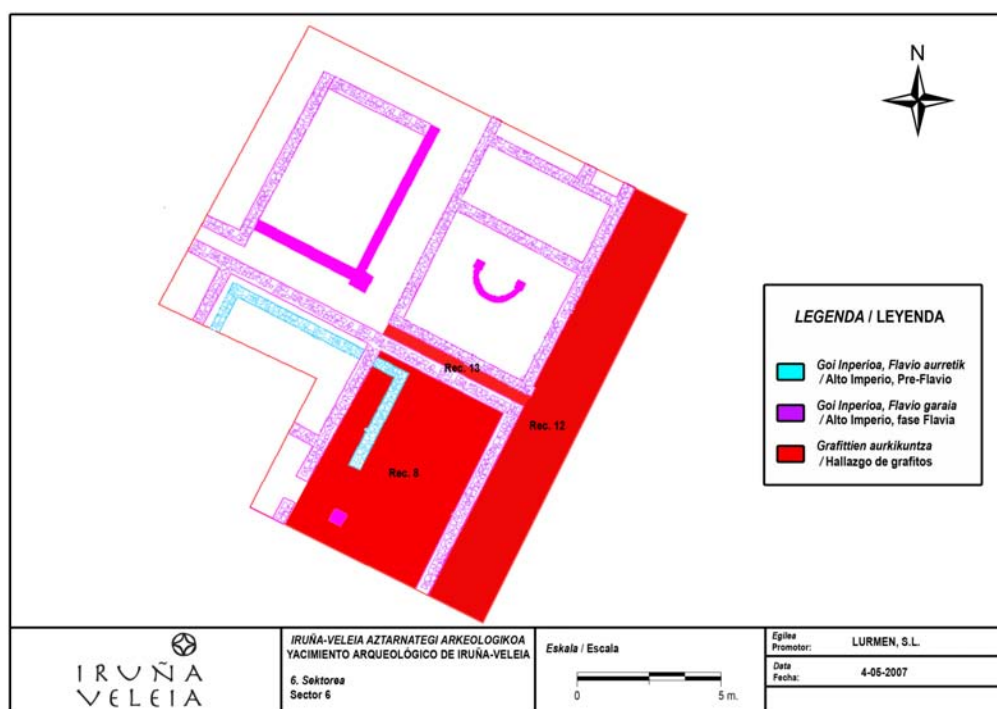 N
LEGENDA / LEYENDA
Goi Inperioa, Flavio aurretik
/ Alto Imperio, Pre-Flavio
Goi Inperioa, Flavio garaia
/ Alto Imperio, fase Flavia
Grafittien aurkikuntza
/ Hallazgo de grafitos
Rec. 13
Rec. 12
Rec. 8
IRUÑA
VELEIA
IRUÑA-VELEIA AZTARNATEGI ARKEOLOGIKOA
YACIMIENTO ARQUEOLÓGICO DE IRUÑA-VELEIA
6. Sektorea
Sector 6
Eskala / Escala
0 5 m.
Egilea
Promotor: LURMEN, S.L.
Data
Fecha: 4-05-2007